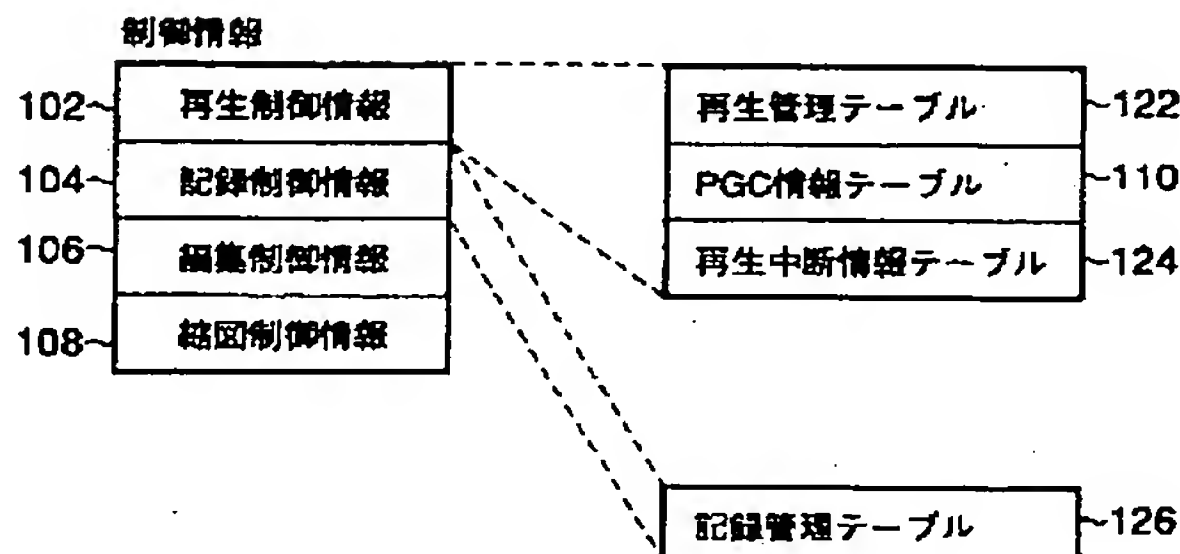 制御情報
102 再生制御情報
104 記録制御情報
106 編集制御情報
108 縮図制御情報
再生管理テーブル 122
PGC情報テーブル 110
再生中断情報テーブル 124
記録管理テーブル 126